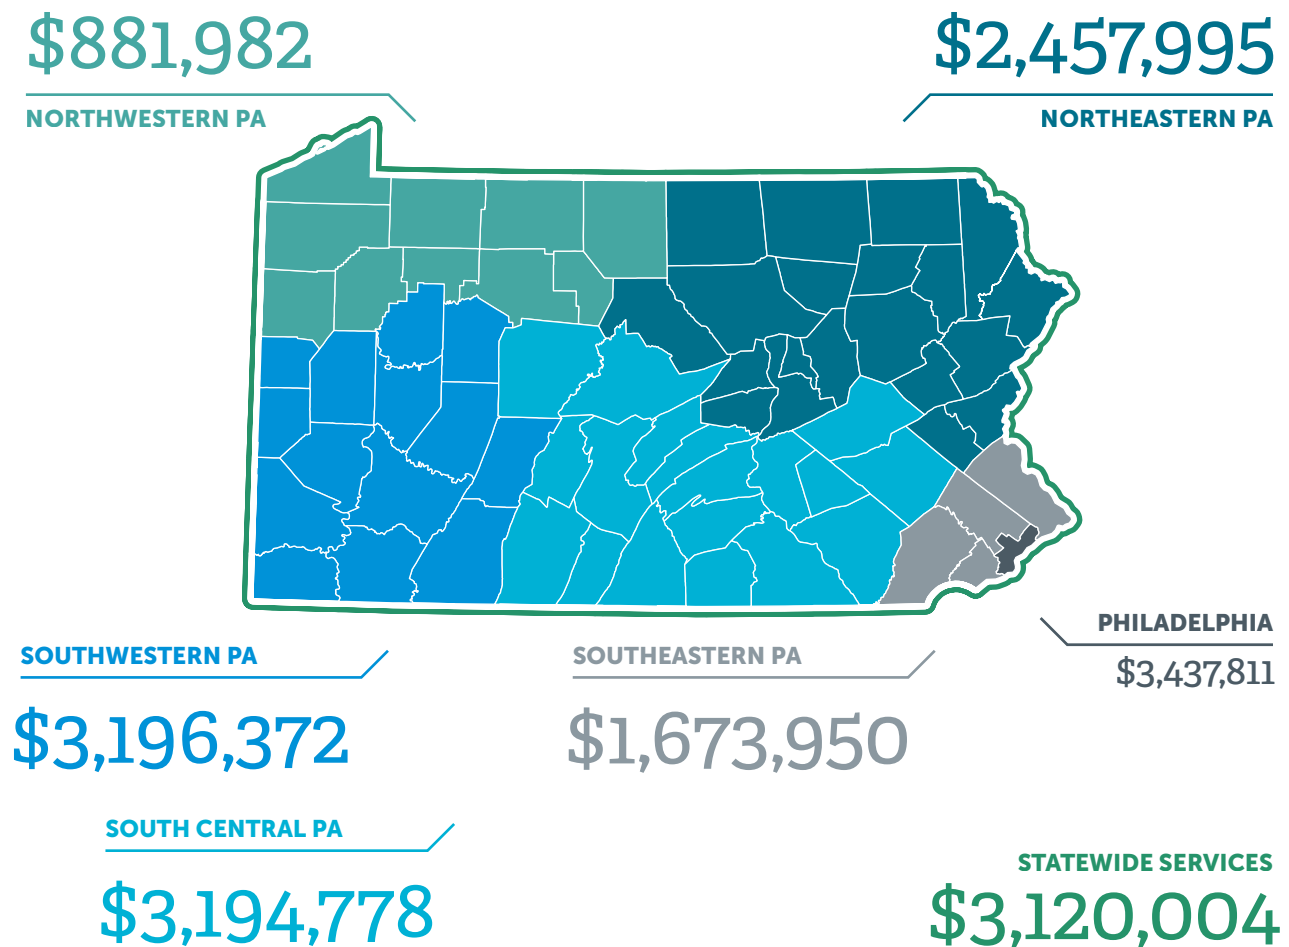 $881,982
NORTHWESTERN PA
$2,457,995
NORTHEASTERN PA
PHILADELPHIA
$3,437,811
SOUTHWESTERN PA
$3,196,372
SOUTHEASTERN PA
$1,673,950
SOUTH CENTRAL PA
$3,194,778
STATEWIDE SERVICES
$3,120,004